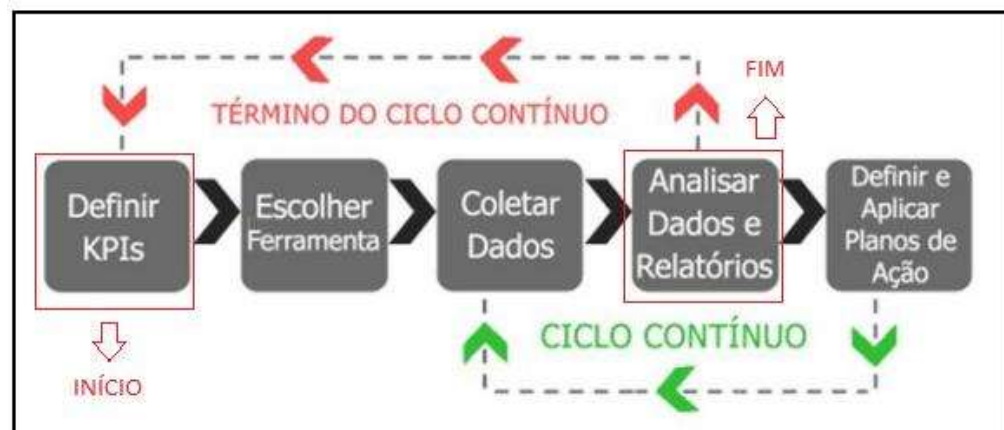 FIM
TÉRMINO DO CICLO CONTÍNUO
Definir
KPIs
Escolher
Ferramenta
Coletar
Dados
Analisar
Dados e
Relatórios
Definir e
Aplicar
Planos de
Ação
CICLO CONTÍNUO
INÍCIO